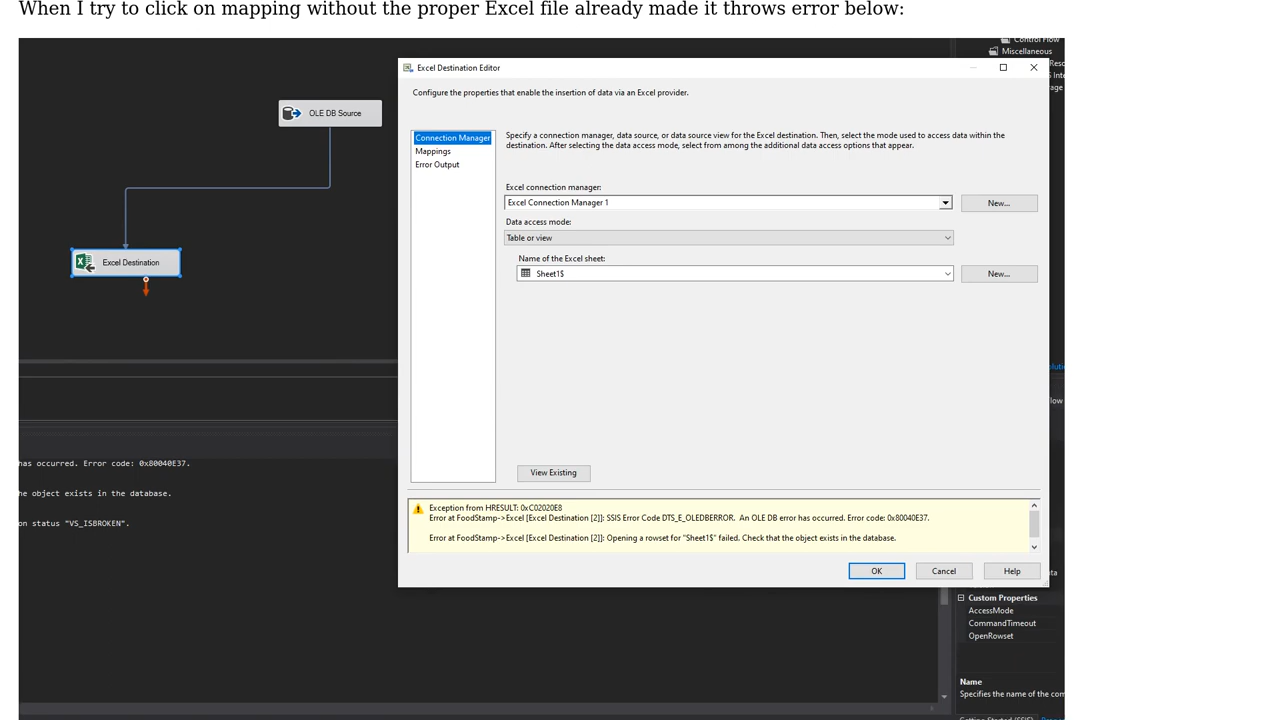 When I try to click on mapping without the proper Excel file already made it throws error below:
Control Flow
Miscellaneous
Excel Destination Editor
Configure the properties that enable the insertion of data via an Excel provider.
OLE DB Source
Connection Manager
Mappings
Error Output
Specify a connection manager, data source, or data source view for the Excel destination. Then, select the mode used to access data within the
destination. After selecting the data access mode, select from among the additional data access options that appear.
Excel connection manager:
Excel Connection Manager 1
New...
Data access mode:
Table or view
Name of the Excel sheet:
Sheet1$
New...
Excel Destination
View Existing
has occurred. Error code: 0x80040E37.
he object exists in the database.
on status "VS_ISBROKEN".
Exception from HRESULT: 0xC02020E8
Error at FoodStamp->Excel [Excel Destination [2]]: SSIS Error Code DTS_E_OLEDBERROR. An OLE DB error has occurred. Error code: 0x80040E37.
Error at FoodStamp->Excel [Excel Destination [2]]: Opening a rowset for "Sheet1$" failed. Check that the object exists in the database.
OK
Cancel
Help
Custom Properties
AccessMode
CommandTimeout
OpenRowset
Name
Specifies the name of the com
Getting Started (SSIS)